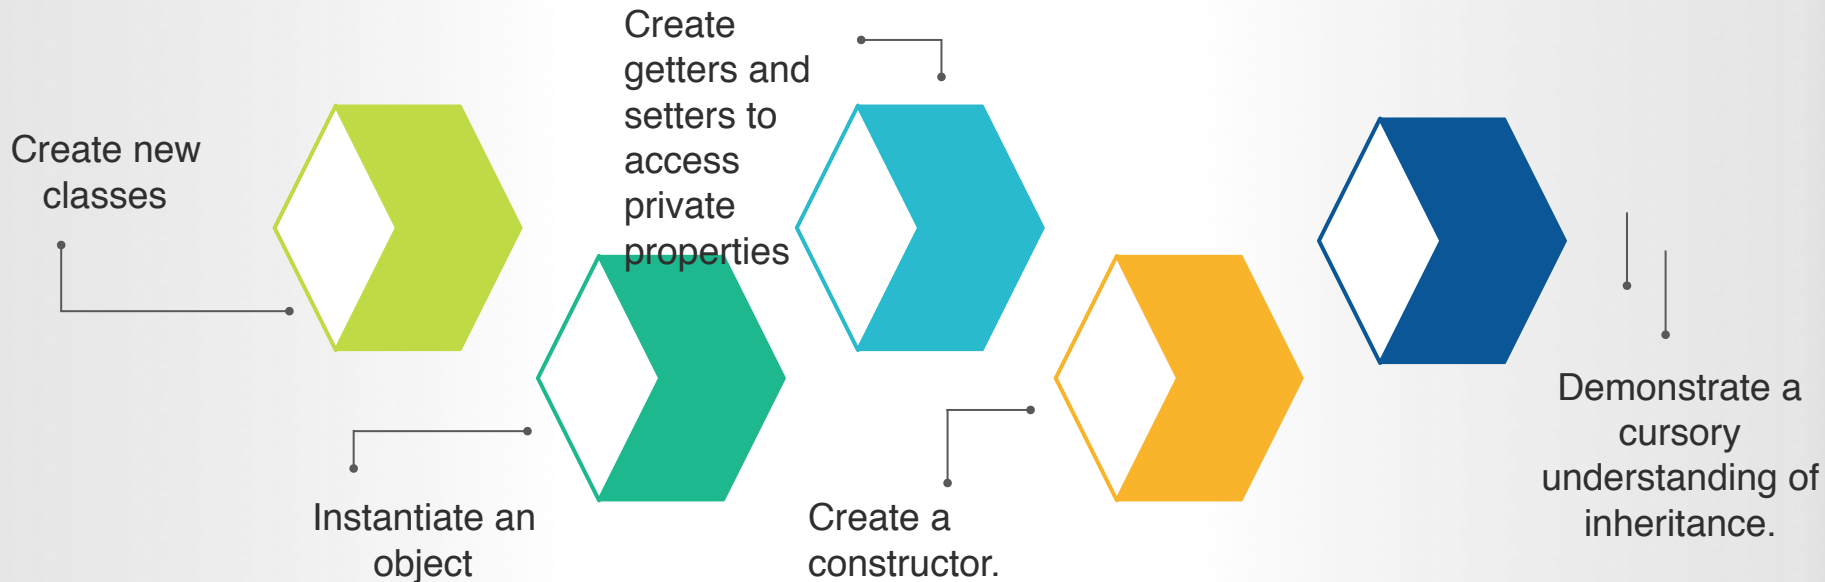 Create new
classes
Instantiate an
object
Create
getters and
setters to
access
private
properties
Create a
constructor.
Demonstrate a
cursory
understanding of
inheritance.